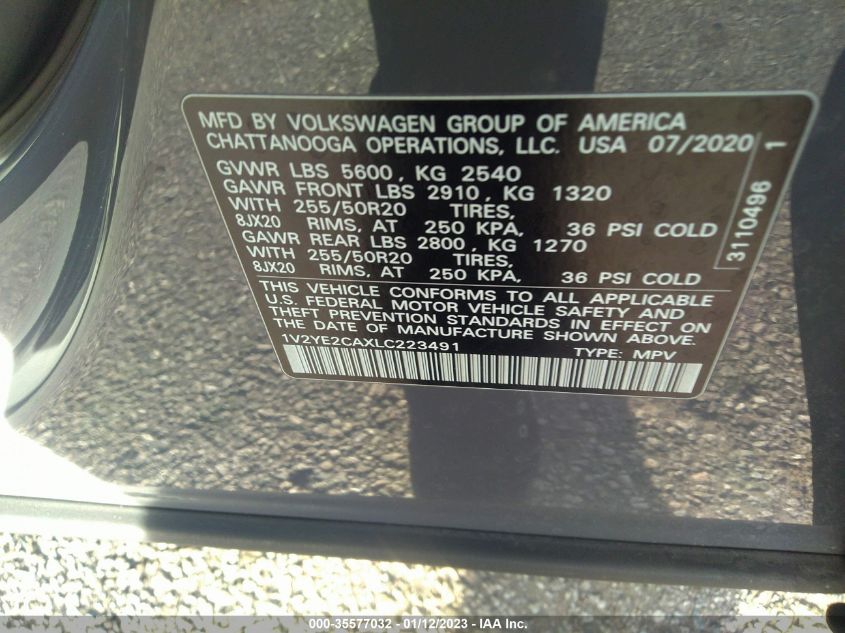 MFD BY VOLKSWAGEN GROUP OF AMERICA
CHATTANOOGA OPERATIONS, LLC. USA 07/2020
GVWR LBS 5600, KG 2540
GAWR FRONT LBS 2910, KG 1320
WITH 255/50R20 TIRES,
8JX20 RIMS, AT 250 KPA, 36 PSI COLD
GAWR REAR LBS 2800, KG 1270
WITH 255/50R20 TIRES,
8JX20 RIMS, AT 250 KPA, 36 PSI COLD
THIS VEHICLE CONFORMS TO ALL APPLICABLE
U.S. FEDERAL MOTOR VEHICLE SAFETY AND
THEFT PREVENTION STANDARDS IN EFFECT ON
THE DATE OF MANUFACTURE SHOWN ABOVE.
1V2YE2CAXLC223491 TYPE: MPV
3110496 1
000-35577032 - 01/12/2023 - IAA Inc.